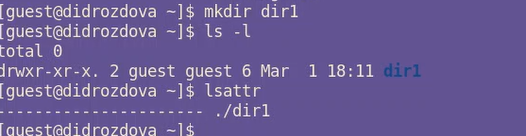 [guest@didrozdova ~]$ mkdir dir1
[guest@didrozdova ~]$ ls -l
total 0
drwxr-xr-x. 2 guest guest 6 Mar  1 18:11 dir1
[guest@didrozdova ~]$ lsattr
---------------------- ./dir1
[guest@didrozdova ~]$